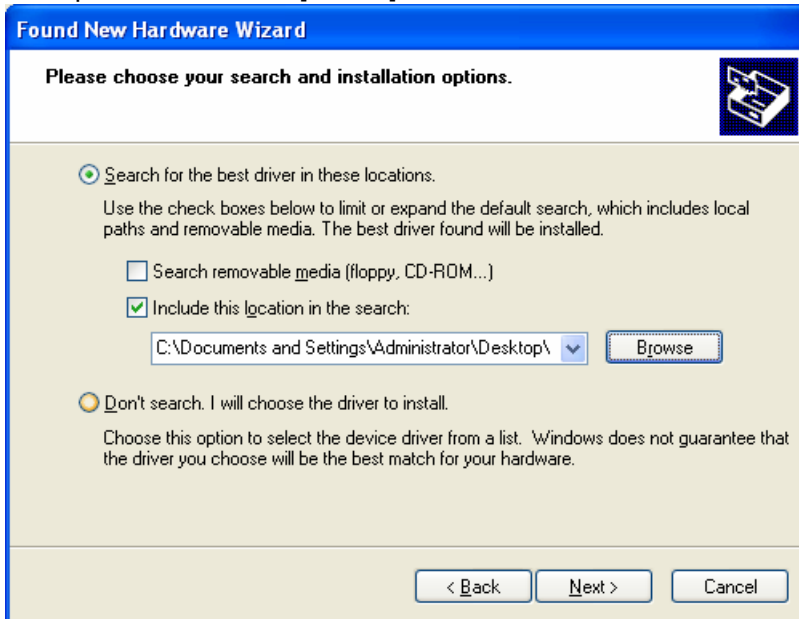 Found New Hardware Wizard
Please choose your search and installation options.
Search for the best driver in these locations.
Use the check boxes below to limit or expand the default search, which includes local
paths and removable media. The best driver found will be installed.
Search removable media (floppy, CD-ROM...)
Include this location in the search:
C:\Documents and Settings\Administrator\Desktop\
Browse
Don't search. I will choose the driver to install.
Choose this option to select the device driver from a list. Windows does not guarantee that
the driver you choose will be the best match for your hardware.
< Back Next > Cancel